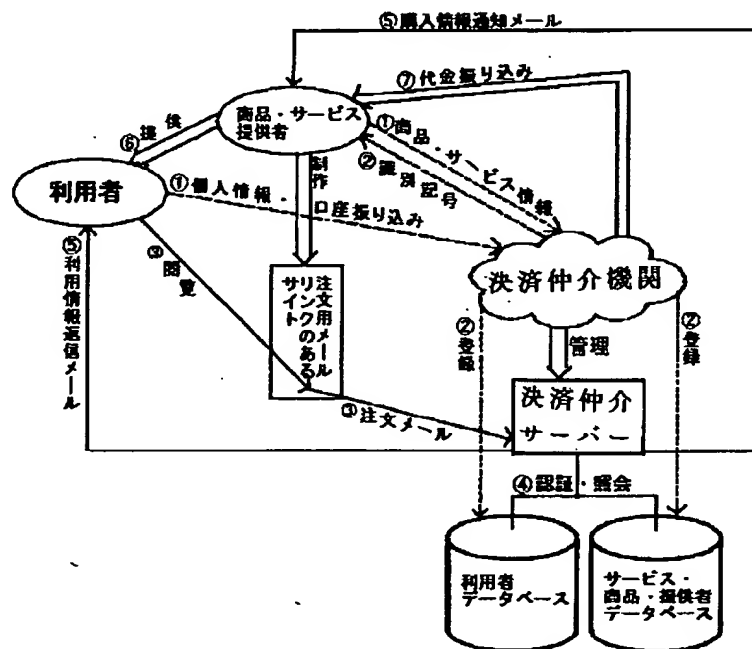 ⑤購入情報通知メール
⑦代金振り込み
商品・サービス
提供者
⑥提供
①商品・サービス情報
②識別記号
制作
利用者
①個人情報・口座振り込み
③閲覧
決済仲介機関
⑤利用情報返信メール
注文用メール
リンクのある
サイト
②登録
②登録
管理
決済仲介
サーバー
③注文メール
④認証・照会
利用者
データベース
サービス・
商品・提供者
データベース